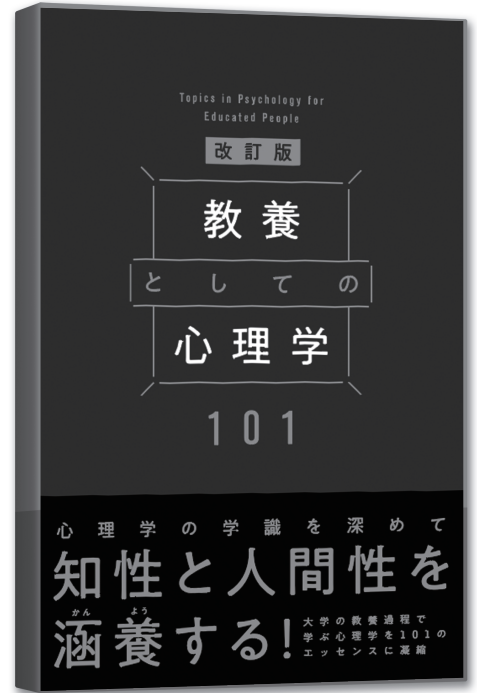 Topics in Psychology for
Educated People
改訂版
教養
としての
心理学
101
心理学の学識を深めて
知性と人間性を
涵養する!
かん よう
大学の教養過程で
学ぶ心理学を101の
エッセンスに凝縮